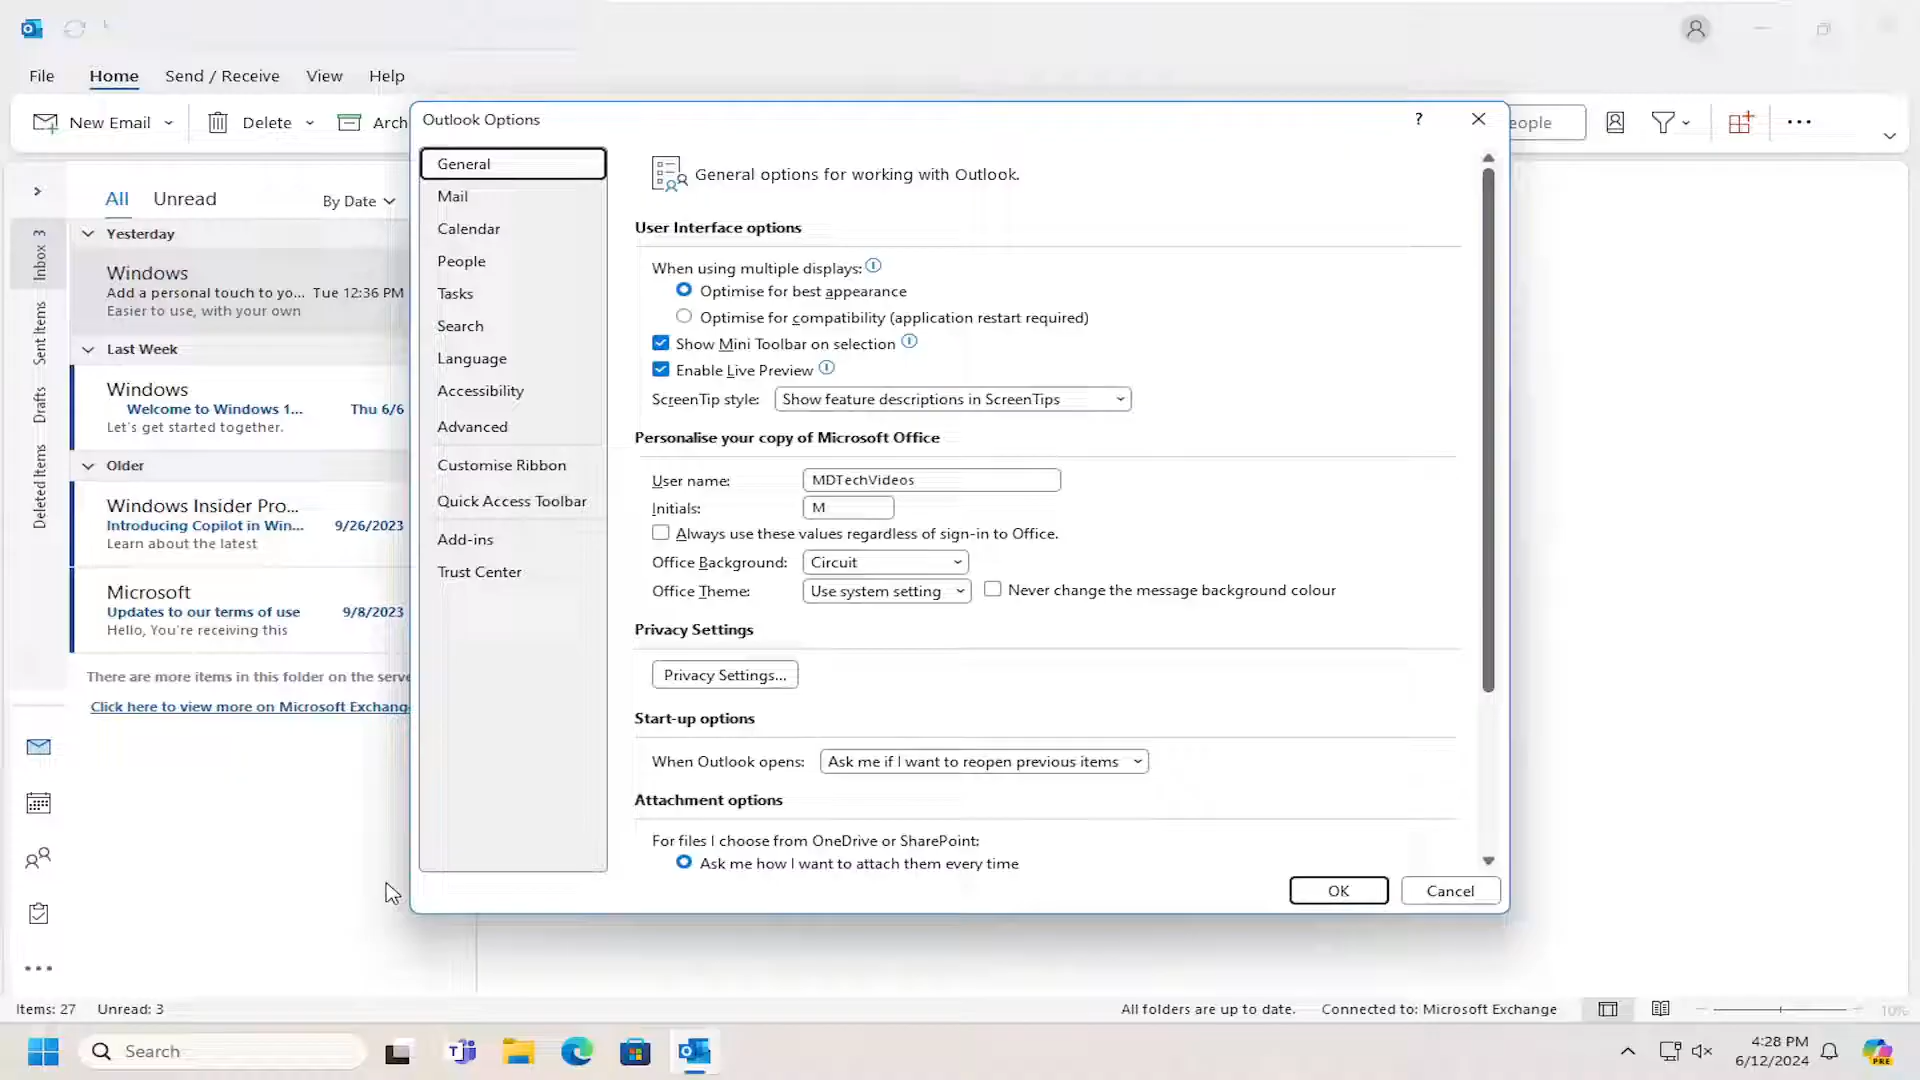 File Home Send / Receive View Help
New Email Delete Arch
eople
All Unread By Date
Inbox 3
Sent Items
Drafts
Deleted Items
Yesterday
Windows
Add a personal touch to yo... Tue 12:36 PM
Easier to use, with your own
Last Week
Windows
Welcome to Windows 1... Thu 6/6
Let's get started together.
Older
Windows Insider Pro...
Introducing Copilot in Win... 9/26/2023
Learn about the latest
Microsoft
Updates to our terms of use 9/8/2023
Hello, You're receiving this
There are more items in this folder on the serve
Click here to view more on Microsoft Exchang
Outlook Options
?
General
Mail
Calendar
People
Tasks
Search
Language
Accessibility
Advanced
Customise Ribbon
Quick Access Toolbar
Add-ins
Trust Center
General options for working with Outlook.
User Interface options
When using multiple displays:
Optimise for best appearance
Optimise for compatibility (application restart required)
Show Mini Toolbar on selection
Enable Live Preview
ScreenTip style: Show feature descriptions in ScreenTips
Personalise your copy of Microsoft Office
User name: MDTechVideos
Initials: M
Always use these values regardless of sign-in to Office.
Office Background: Circuit
Office Theme: Use system setting Never change the message background colour
Privacy Settings
Privacy Settings...
Start-up options
When Outlook opens: Ask me if I want to reopen previous items
Attachment options
For files I choose from OneDrive or SharePoint:
Ask me how I want to attach them every time
OK Cancel
Items: 27 Unread: 3 All folders are up to date. Connected to: Microsoft Exchange 10%
Search
4:28 PM
6/12/2024
PRE